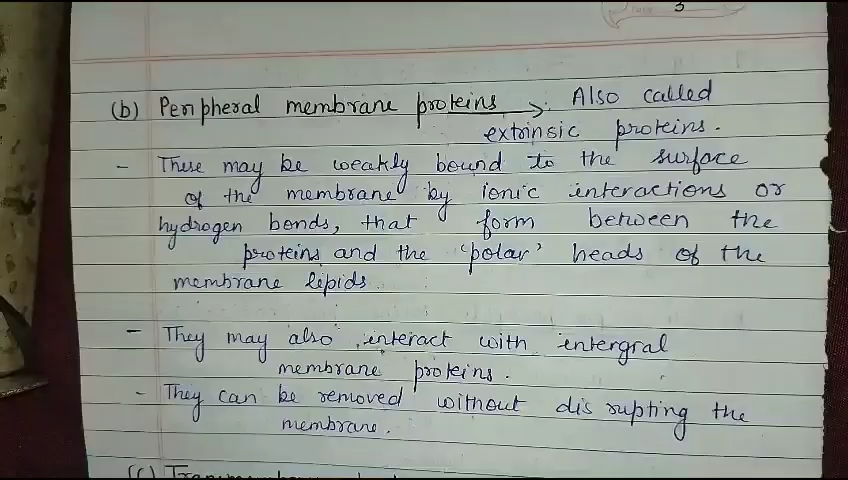 3
(b) Peripheral membrane proteins → Also called
extrinsic proteins.
- These may be weakly bound to the surface
of the membrane by ionic interactions or
hydrogen bonds, that form between the
proteins and the 'polar' heads of the
membrane lipids.
- They may also interact with intergral
membrane proteins.
- They can be removed without disrupting the
membrane.
(c)